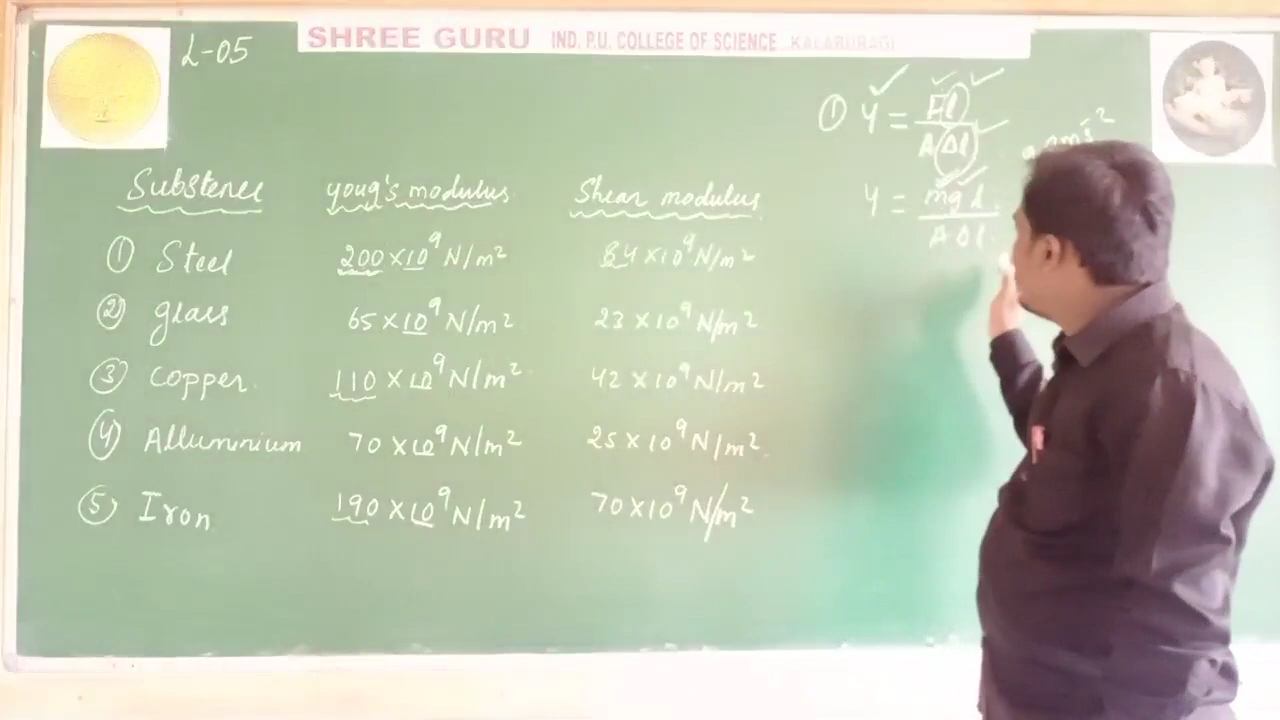 L-05
SHREE GURU IND. P.U. COLLEGE OF SCIENCE KALABURAGI
Substence young's modulus Shear modulus
① Steel 200×10⁹ N/m² 84×10⁹ N/m²
② glass 65×10⁹ N/m² 23×10⁹ N/m²
③ Copper. 110×10⁹ N/m² 42×10⁹ N/m²
④ Alluminium 70×10⁹ N/m² 25×10⁹ N/m².
⑤ Iron 190×10⁹ N/m² 70×10⁹ N/m²
① Y = Fl / A Δl
Y = mgl. / A Δl.